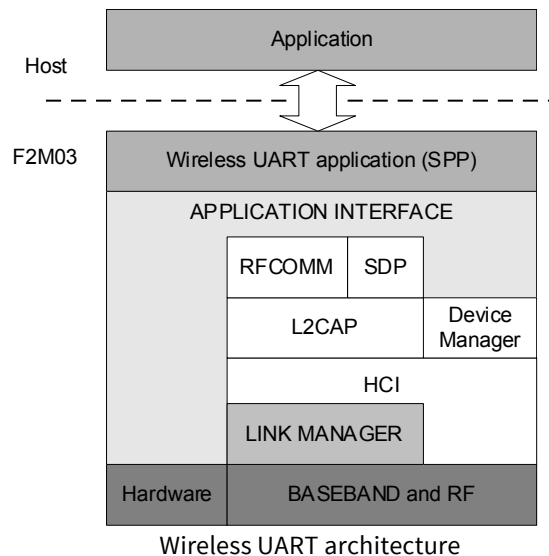 Application
Host
F2M03
Wireless UART application (SPP)
APPLICATION INTERFACE
RFCOMM
SDP
L2CAP
Device
Manager
HCI
LINK MANAGER
Hardware
BASEBAND and RF
Wireless UART architecture